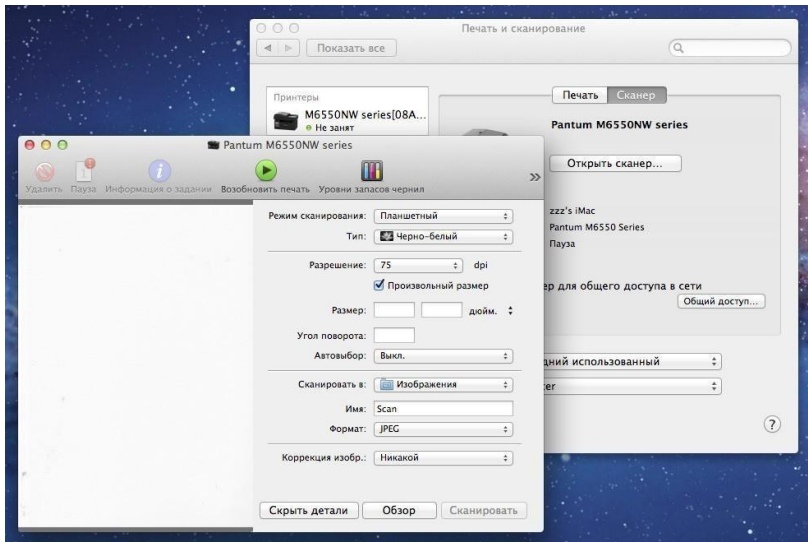 Печать и сканирование
Показать все
Принтеры
M6550NW series[08A...
Не занят
Печать
Сканер
Pantum M6550NW series
Открыть сканер...
zzz's iMac
Pantum M6550 Series
Пауза
ер для общего доступа в сети
Общий доступ...
дний использованный
er
?
Pantum M6550NW series
Удалить
Пауза
Информация о задании
Возобновить печать
Уровни запасов чернил
»
Режим сканирования: Планшетный
Тип: Черно-белый
Разрешение: 75 dpi
Произвольный размер
Размер: дюйм.
Угол поворота:
Автовыбор: Выкл.
Сканировать в: Изображения
Имя: Scan
Формат: JPEG
Коррекция изобр.: Никакой
Скрыть детали
Обзор
Сканировать